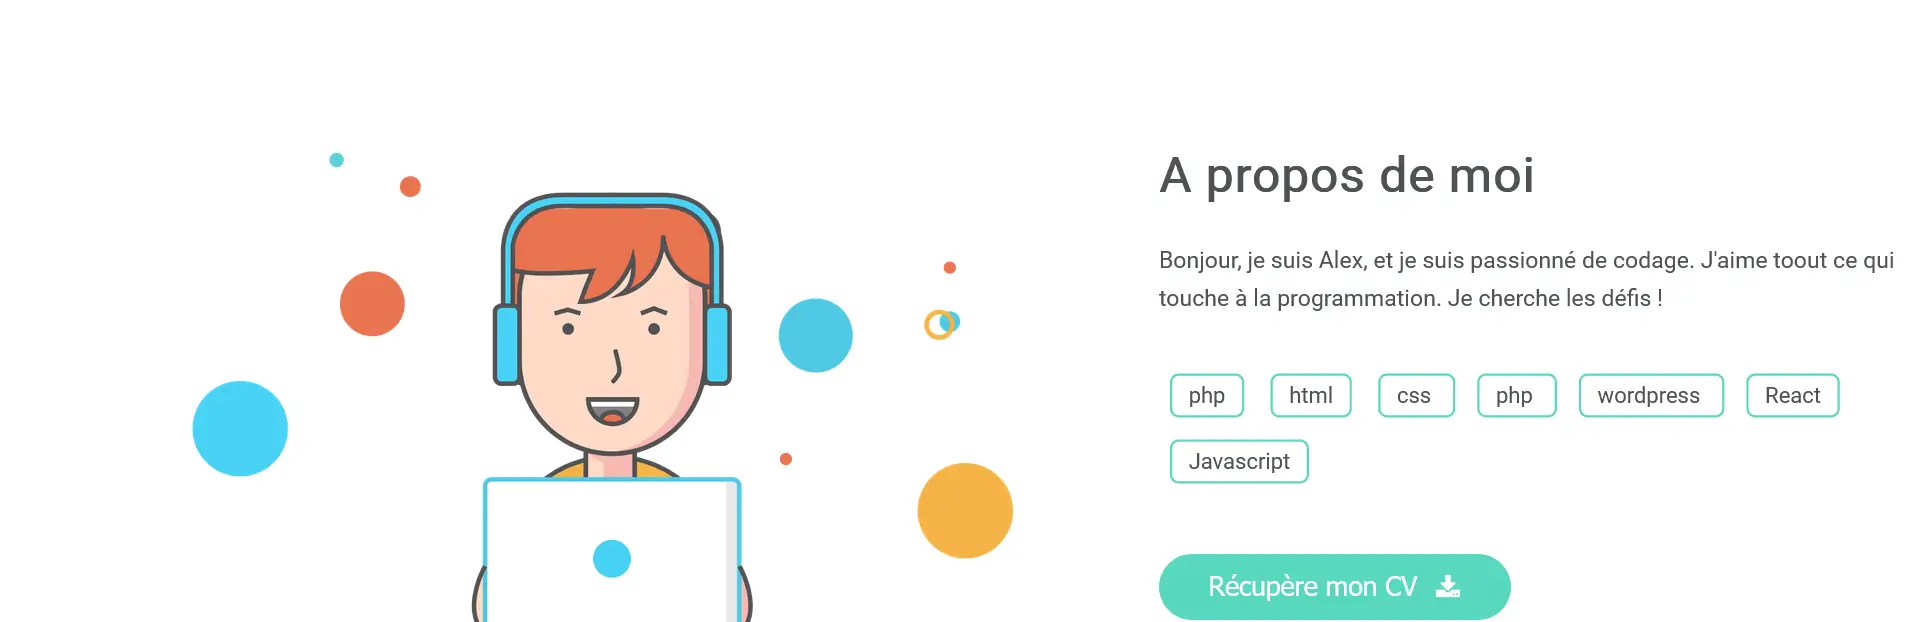 A propos de moi
Bonjour, je suis Alex, et je suis passionné de codage. J'aime toout ce qui
touche à la programmation. Je cherche les défis !
php html css php wordpress React
Javascript
Récupère mon CV